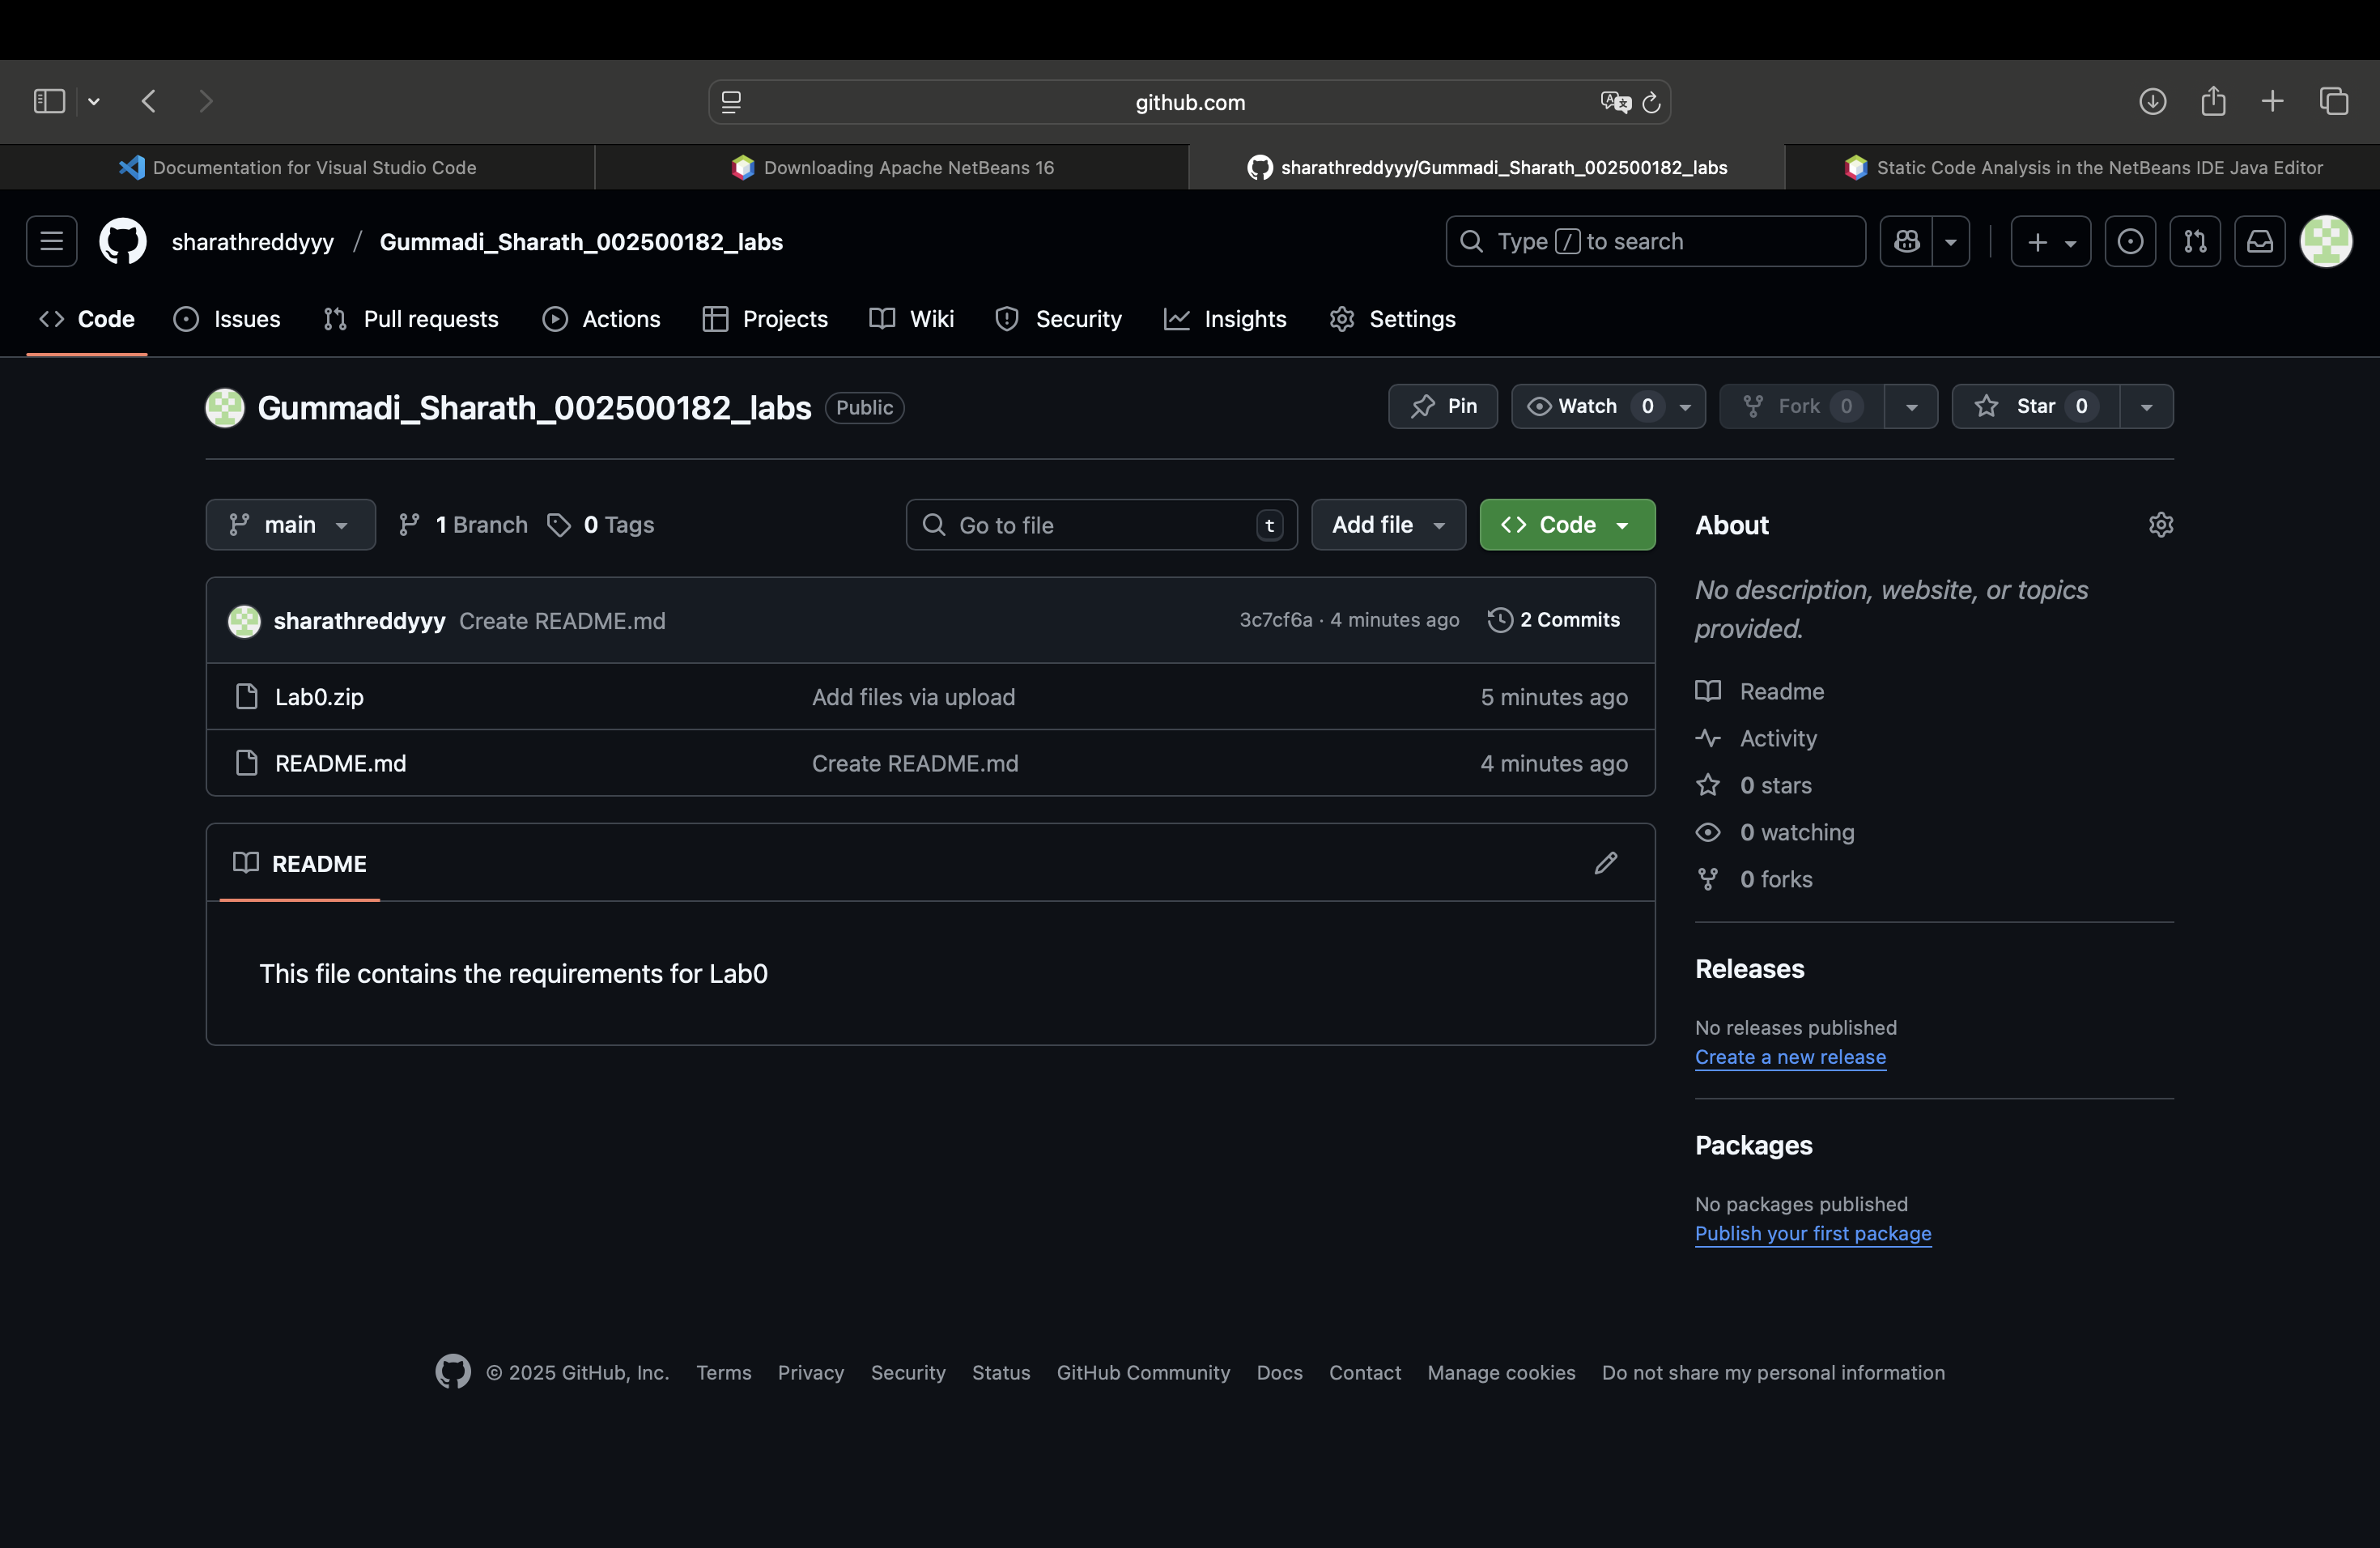 github.com
Documentation for Visual Studio Code
Downloading Apache NetBeans 16
sharathreddyyy/Gummadi_Sharath_002500182_labs
Static Code Analysis in the NetBeans IDE Java Editor
sharathreddyyy / Gummadi_Sharath_002500182_labs
Type / to search
Code
Issues
Pull requests
Actions
Projects
Wiki
Security
Insights
Settings
Gummadi_Sharath_002500182_labs Public
Pin
Watch 0
Fork 0
Star 0
main
1 Branch
0 Tags
Go to file t
Add file
Code
sharathreddyyy Create README.md 3c7cf6a · 4 minutes ago 2 Commits
Lab0.zip Add files via upload 5 minutes ago
README.md Create README.md 4 minutes ago
README
This file contains the requirements for Lab0
About
No description, website, or topics
provided.
Readme
Activity
0 stars
0 watching
0 forks
Releases
No releases published
Create a new release
Packages
No packages published
Publish your first package
© 2025 GitHub, Inc. Terms Privacy Security Status GitHub Community Docs Contact Manage cookies Do not share my personal information